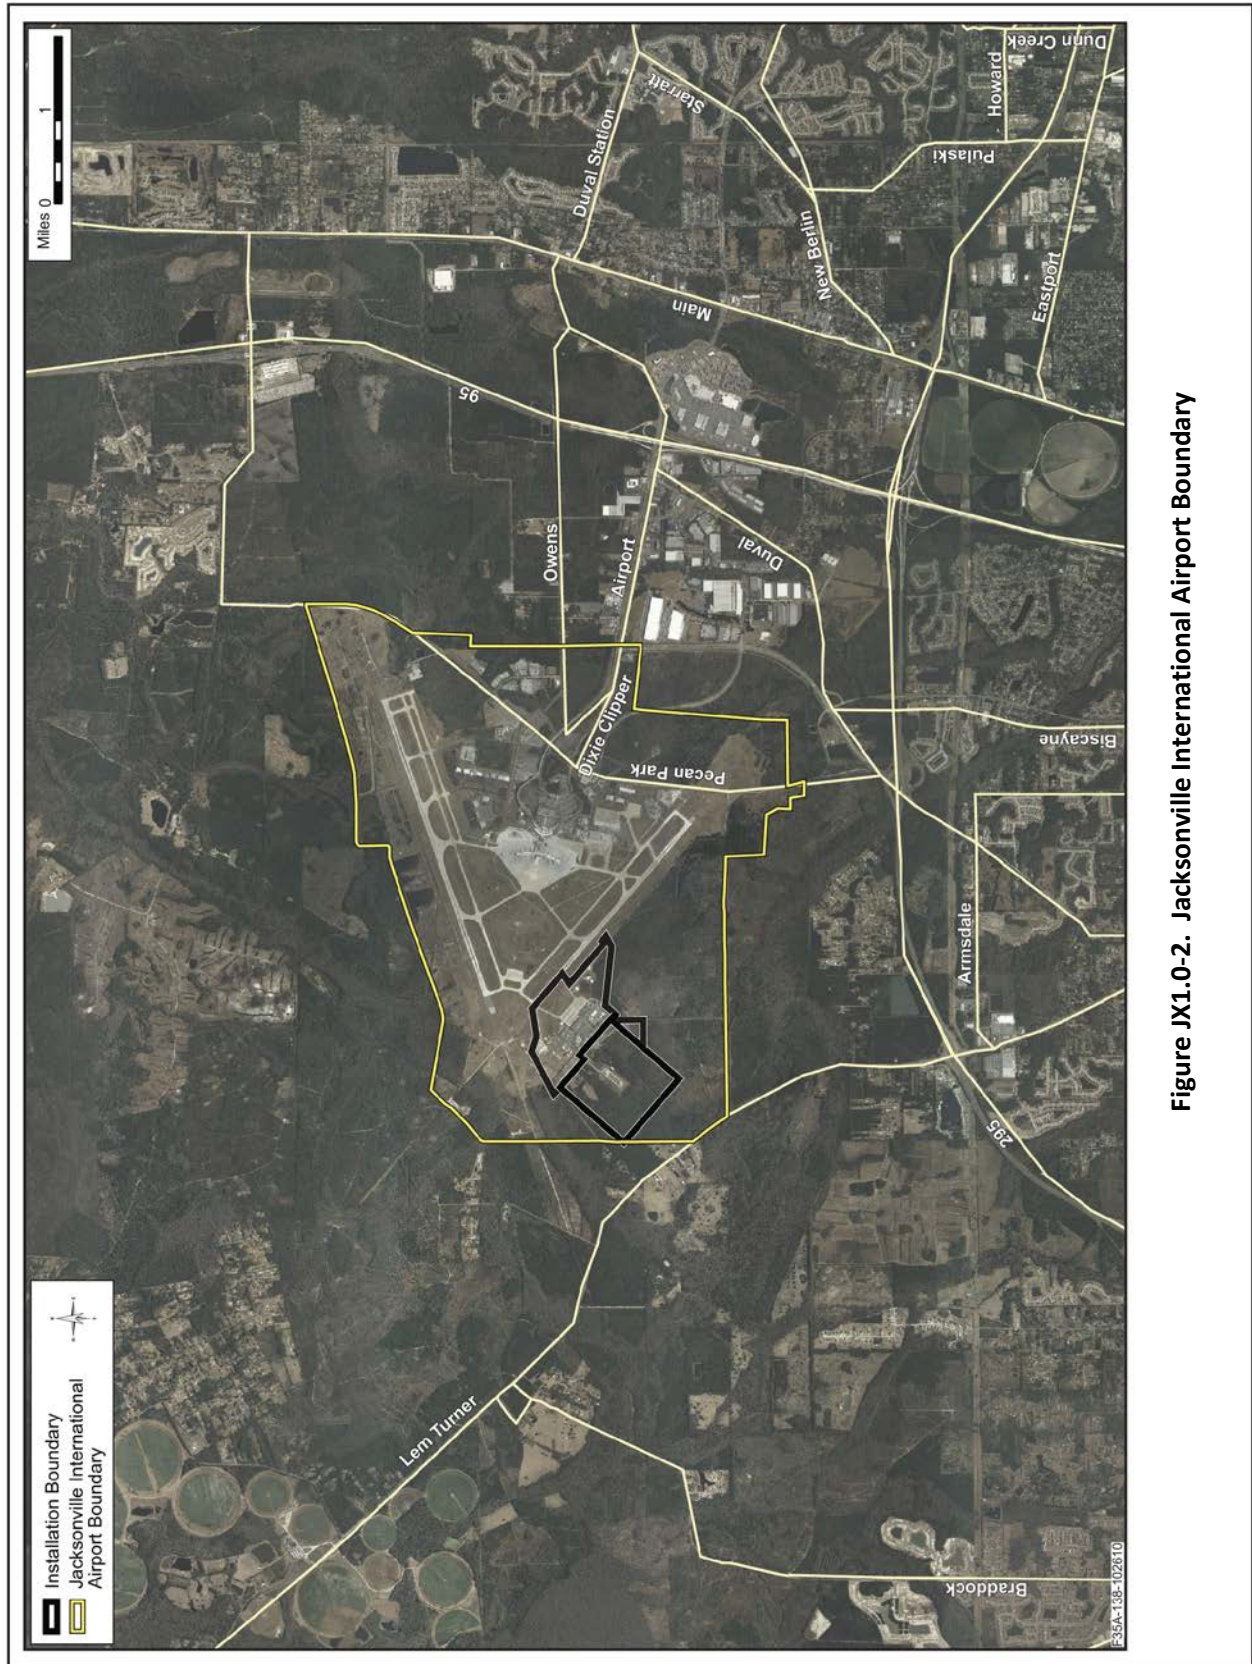 Installation Boundary
Jacksonville International
Airport Boundary
Miles 0
1
Lem Turner
95
Owens
Airport
Duval Station
Starratt
Main
New Berlin
Pulaski
Howard
Dunn Creek
Eastport
Duval
Dixie Clipper
Pecan Park
Biscayne
Armsdale
295
Braddock
F35A-138-102610
Figure JX1.0-2. Jacksonville International Airport Boundary